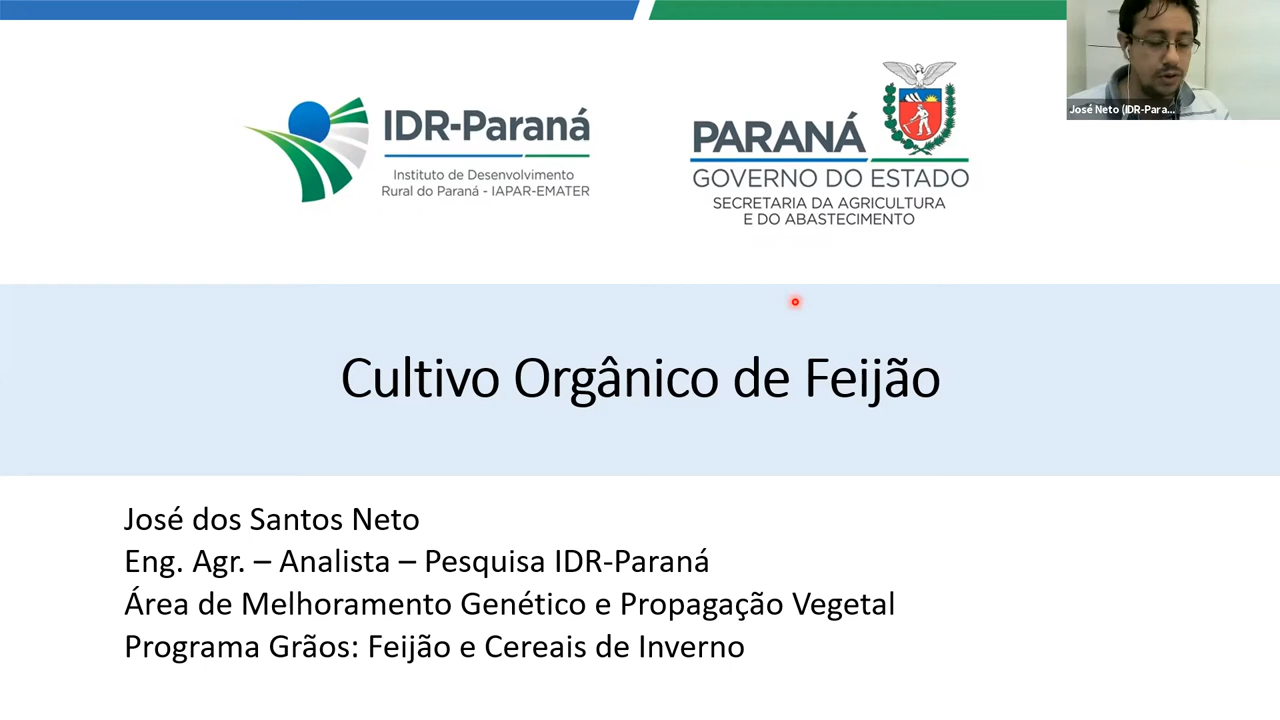 IDR-Paraná
Instituto de Desenvolvimento
Rural do Paraná - IAPAR-EMATER
PARANÁ
GOVERNO DO ESTADO
SECRETARIA DA AGRICULTURA
E DO ABASTECIMENTO
José Neto (IDR-Para...
Cultivo Orgânico de Feijão
José dos Santos Neto
Eng. Agr. – Analista – Pesquisa IDR-Paraná
Área de Melhoramento Genético e Propagação Vegetal
Programa Grãos: Feijão e Cereais de Inverno